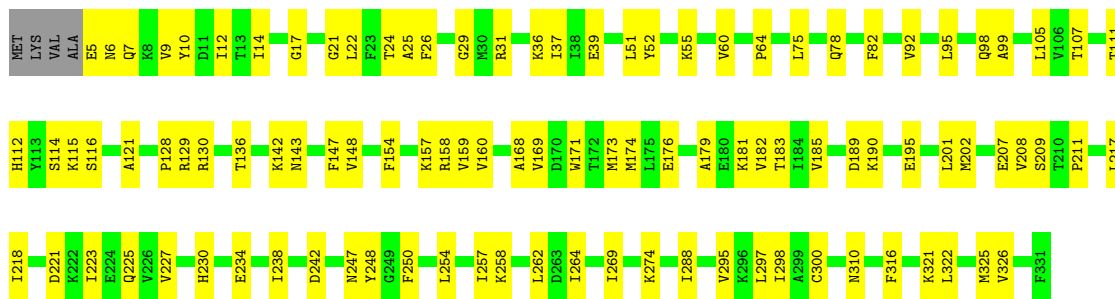 MET LYS VAL ALA E5 N6 Q7 K8 V9 Y10 D11 I12 T13 I14 G17 G21 L22 F23 T24 A25 F26 G29 M30 R31 K36 I37 I38 E39 L51 Y52 K55 V60 P64 L75 Q78 F82 V92 L95 Q98 A99 L105 V106 T107 T111
H112 Y113 S114 K115 S116 A121 P128 R129 R130 T136 K142 N143 F147 V148 F154 K157 R158 V159 V160 A168 V169 D170 W171 T172 M173 M174 L175 E176 A179 E180 K181 V182 T183 I184 V185 D189 K190 E195 L201 M202 E207 V208 S209 T210 P211 L217
I218 D221 K222 I223 E224 Q225 V226 V227 H230 E234 I238 D242 N247 Y248 G249 F250 L254 I257 K258 L262 D263 I264 I269 K274 I288 V295 K296 L297 I298 A299 C300 N310 F316 K321 L322 M325 V326 F331